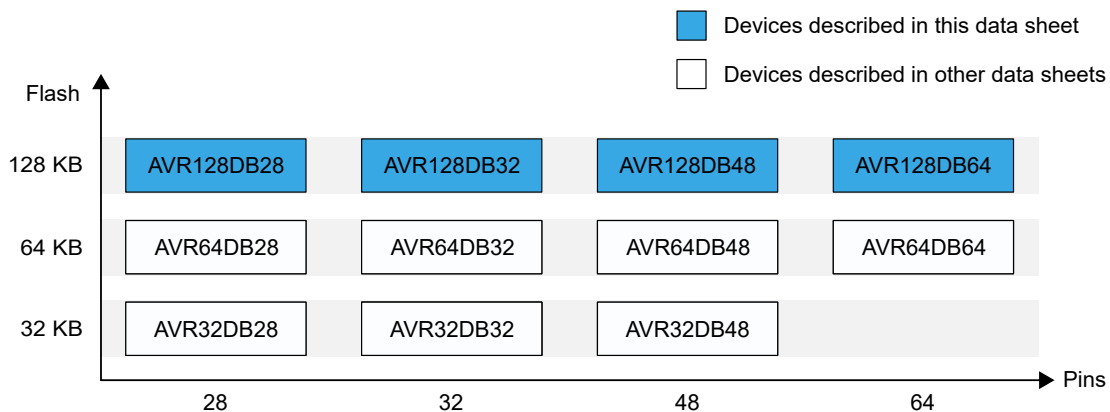 Devices described in this data sheet
Devices described in other data sheets
Flash
128 KB AVR128DB28 AVR128DB32 AVR128DB48 AVR128DB64
64 KB AVR64DB28 AVR64DB32 AVR64DB48 AVR64DB64
32 KB AVR32DB28 AVR32DB32 AVR32DB48
Pins
28 32 48 64